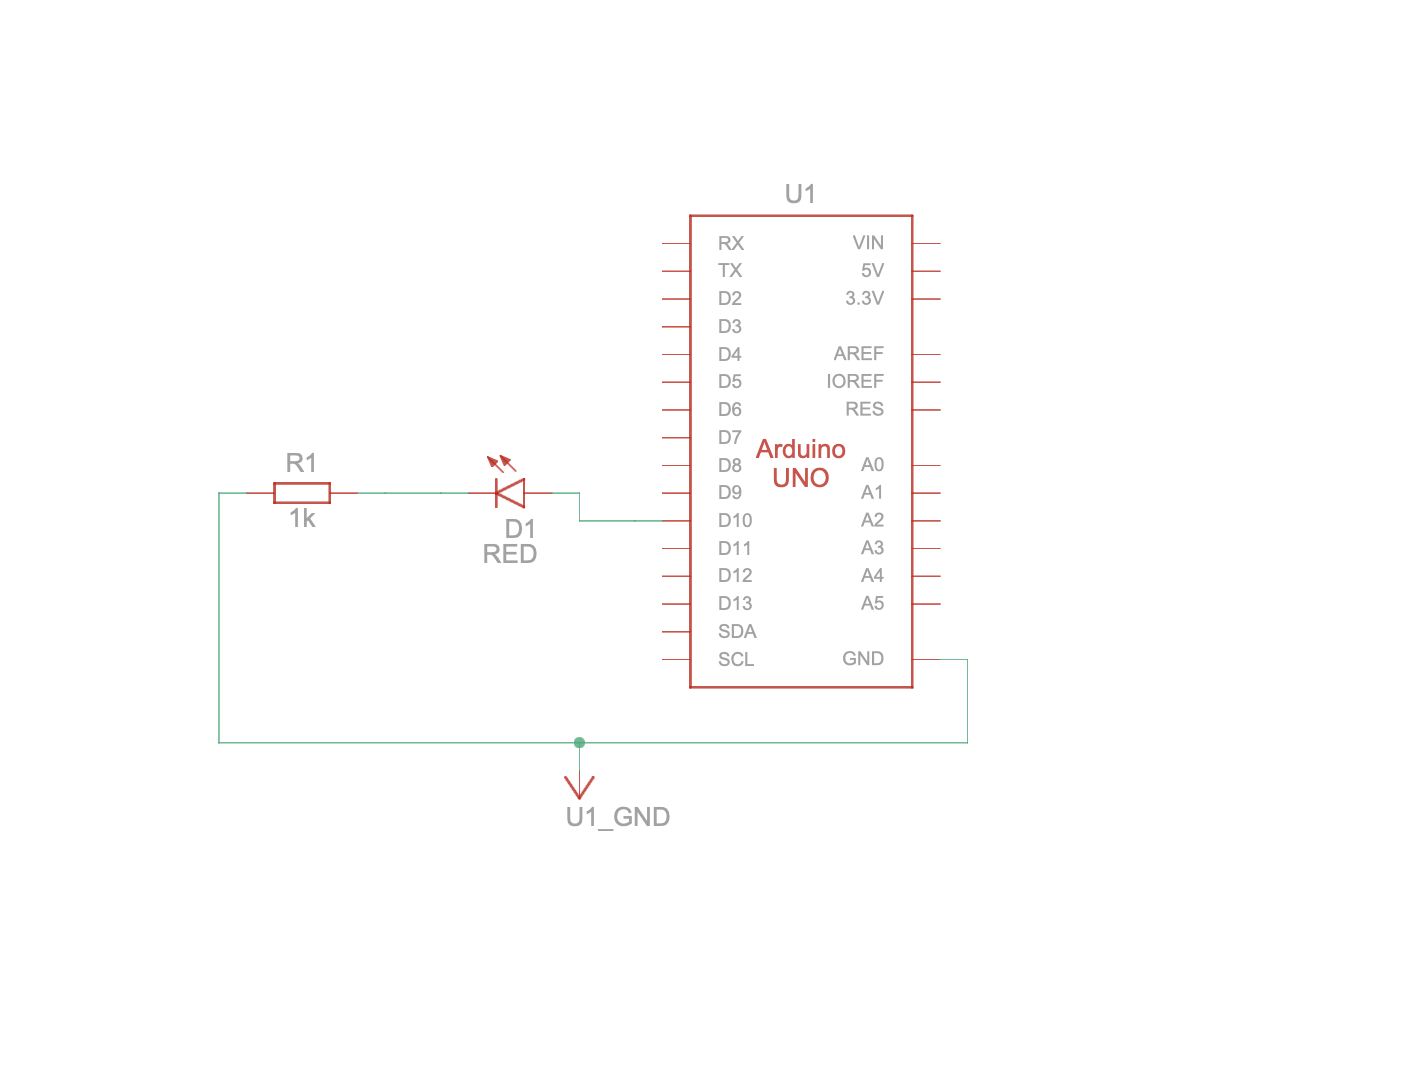 U1
RX
VIN
TX
5V
D2
3.3V
D3
D4
AREF
D5
IOREF
D6
RES
D7
Arduino
UNO
D8
A0
D9
A1
D10
A2
D11
A3
D12
A4
D13
A5
SDA
SCL
GND
R1
1k
D1
RED
U1_GND